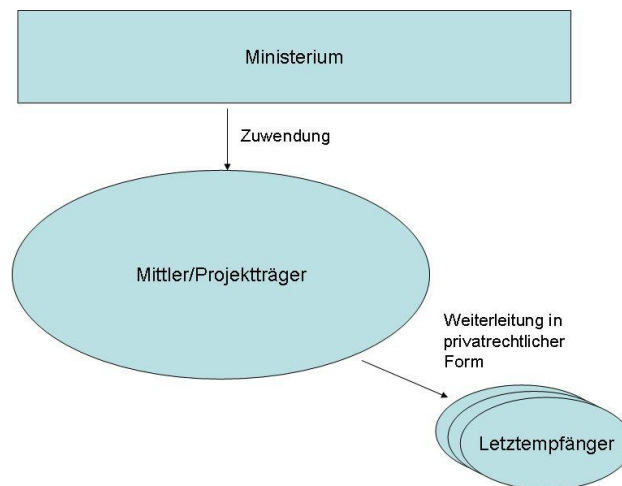 Ministerium
Zuwendung
Mittler/Projektträger
Weiterleitung in
privatrechtlicher
Form
Letztempfänger